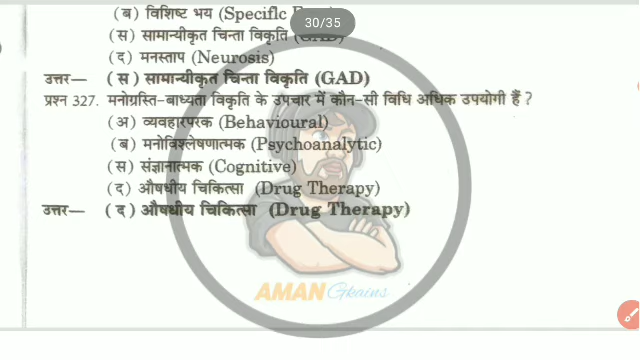 (ब) विशिष्ट भय (Specific
30/35
(स) सामान्यीकृत चिन्ता विकृति (GAD)
(द) मनस्ताप (Neurosis)
उत्तर— (स) सामान्यीकृत चिन्ता विकृति (GAD)
प्रश्न 327. मनोग्रस्ति-बाध्यता विकृति के उपचार में कौन-सी विधि अधिक उपयोगी हैं ?
(अ) व्यवहारपरक (Behavioural)
(ब) मनोविश्लेषणात्मक (Psychoanalytic)
(स) संज्ञानात्मक (Cognitive)
(द) औषधीय चिकित्सा (Drug Therapy)
उत्तर— (द) औषधीय चिकित्सा (Drug Therapy)
AMAN Gkains